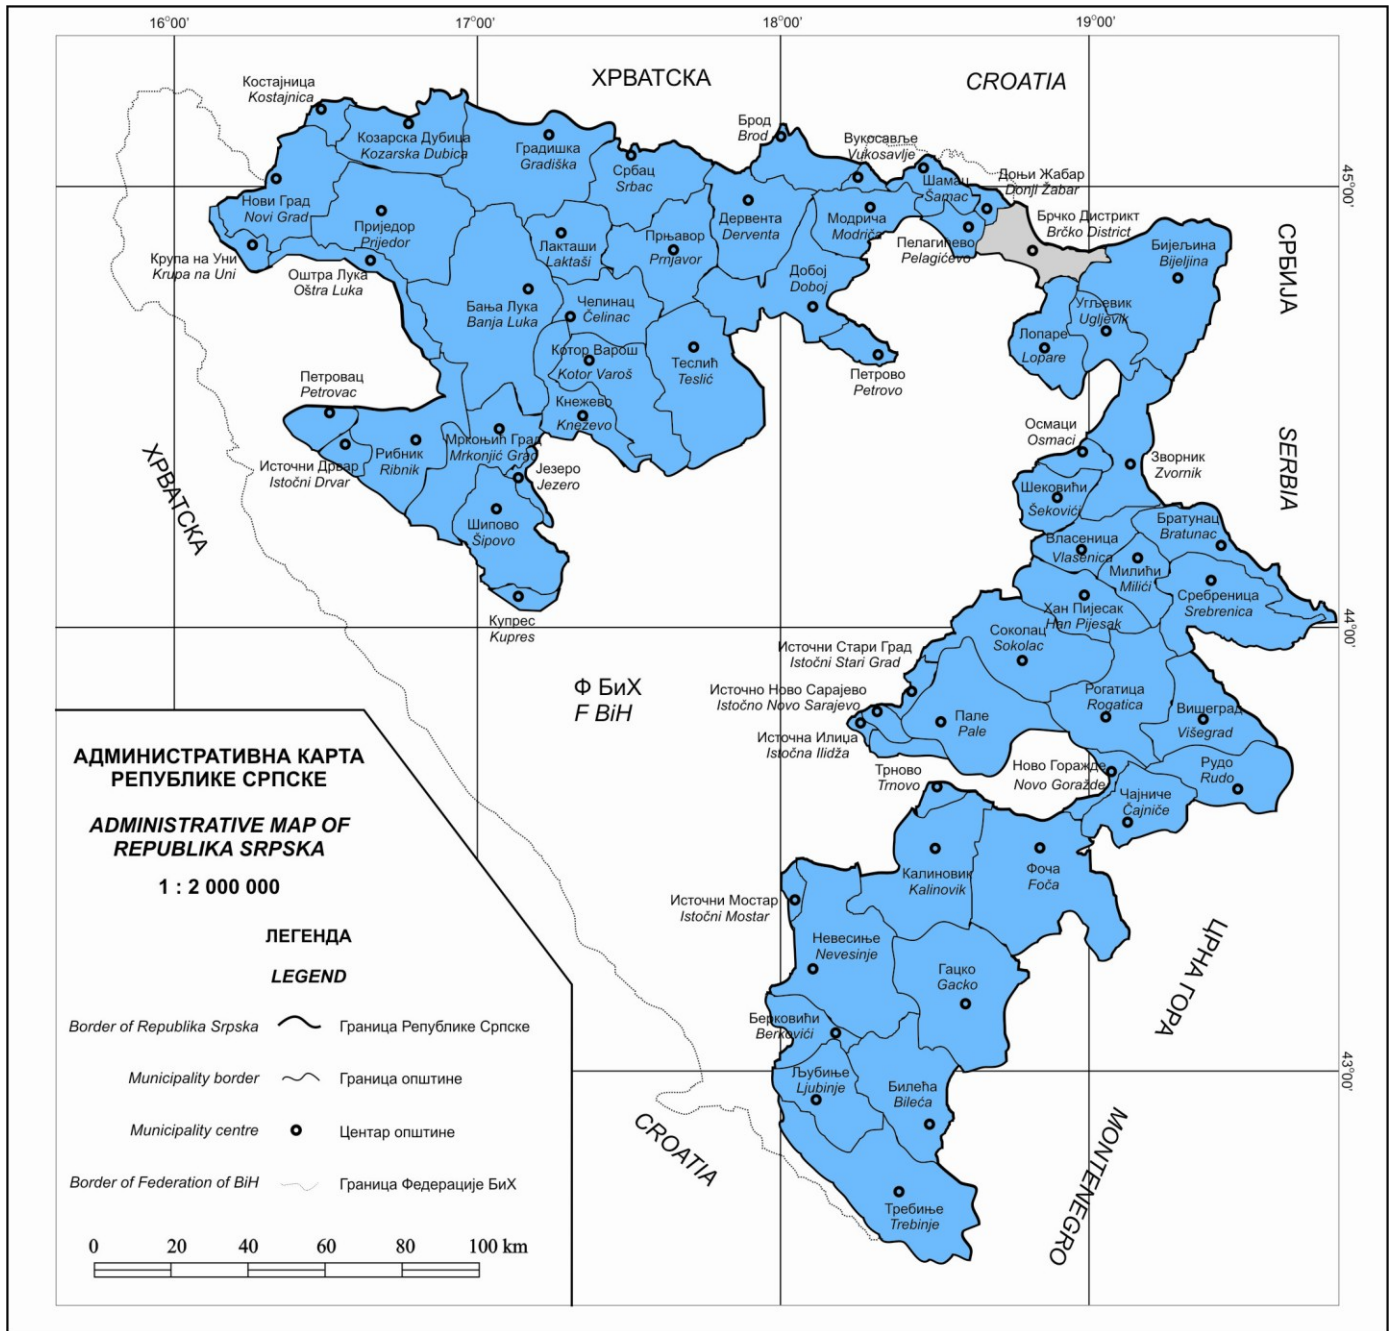 16°00'
17°00'
18°00'
19°00'
ХРВАТСКА
CROATIA
Костајница
Kostajnica
Козарска Дубица
Kozarska Dubica
Градишка
Gradiška
Србац
Srbac
Брод
Brod
Вукосавље
Vukosavlje
Шамац
Šamac
Доњи Жабар
Donji Žabar
45°00'
Нови Град
Novi Grad
Приједор
Prijedor
Лакташи
Laktaši
Прњавор
Prnjavor
Дервента
Derventa
Модрича
Modriča
Пелагићево
Pelagićevo
Брчко Дистрикт
Brčko District
Бијељина
Bijeljina
СРБИЈА
Крупа на Уни
Krupa na Uni
Оштра Лука
Oštra Luka
Бања Лука
Banja Luka
Челинац
Čelinac
Добој
Doboj
Угљевик
Ugljevik
Лопаре
Lopare
Котор Варош
Kotor Varoš
Теслић
Teslić
Петрово
Petrovo
Петровац
Petrovac
Кнежево
Kneževo
Источни Дрвар
Istočni Drvar
Рибник
Ribnik
Мркоњић Град
Mrkonjić Grad
Језеро
Jezero
Осмаци
Osmaci
Зворник
Zvornik
SERBIA
ХРВАТСКА
Шипово
Šipovo
Шековићи
Šekovići
Братунац
Bratunac
Власеница
Vlasenica
Милићи
Milići
Сребреница
Srebrenica
Купрес
Kupres
Хан Пијесак
Han Pijesak
44°00'
Соколац
Sokolac
Источни Стари Град
Istočni Stari Grad
Ф БиХ
F BiH
Источно Ново Сарајево
Istočno Novo Sarajevo
Рогатица
Rogatica
Вишеград
Višegrad
Пале
Pale
Источна Илиџа
Istočna Ilidža
Трново
Trnovo
Ново Горажде
Novo Goražde
Рудо
Rudo
Чајниче
Čajniče
Калиновик
Kalinovik
Фоча
Foča
Источни Мостар
Istočni Mostar
Невесиње
Nevesinje
Гацко
Gacko
ЦРНА ГОРА
Берковићи
Berkovići
43°00'
Љубиње
Ljubinje
Билећа
Bileća
CROATIA
MONTENEGRO
Требиње
Trebinje
АДМИНИСТРАТИВНА КАРТА
РЕПУБЛИКЕ СРПСКЕ
ADMINISTRATIVE MAP OF
REPUBLIKA SRPSKA
1 : 2 000 000
ЛЕГЕНДА
LEGEND
Border of Republika Srpska Граница Републике Српске
Municipality border Граница општине
Municipality centre Центар општине
Border of Federation of BiH Граница Федерације БиХ
0 20 40 60 80 100 km